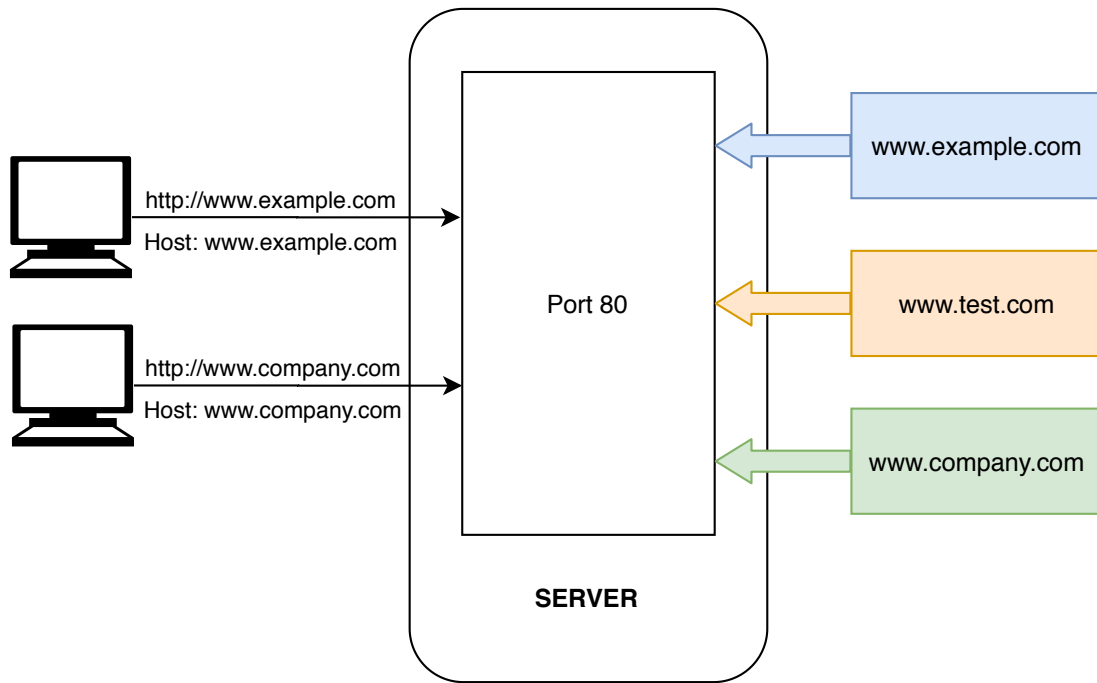 http://www.example.com
Host: www.example.com
http://www.company.com
Host: www.company.com
Port 80
SERVER
www.example.com
www.test.com
www.company.com